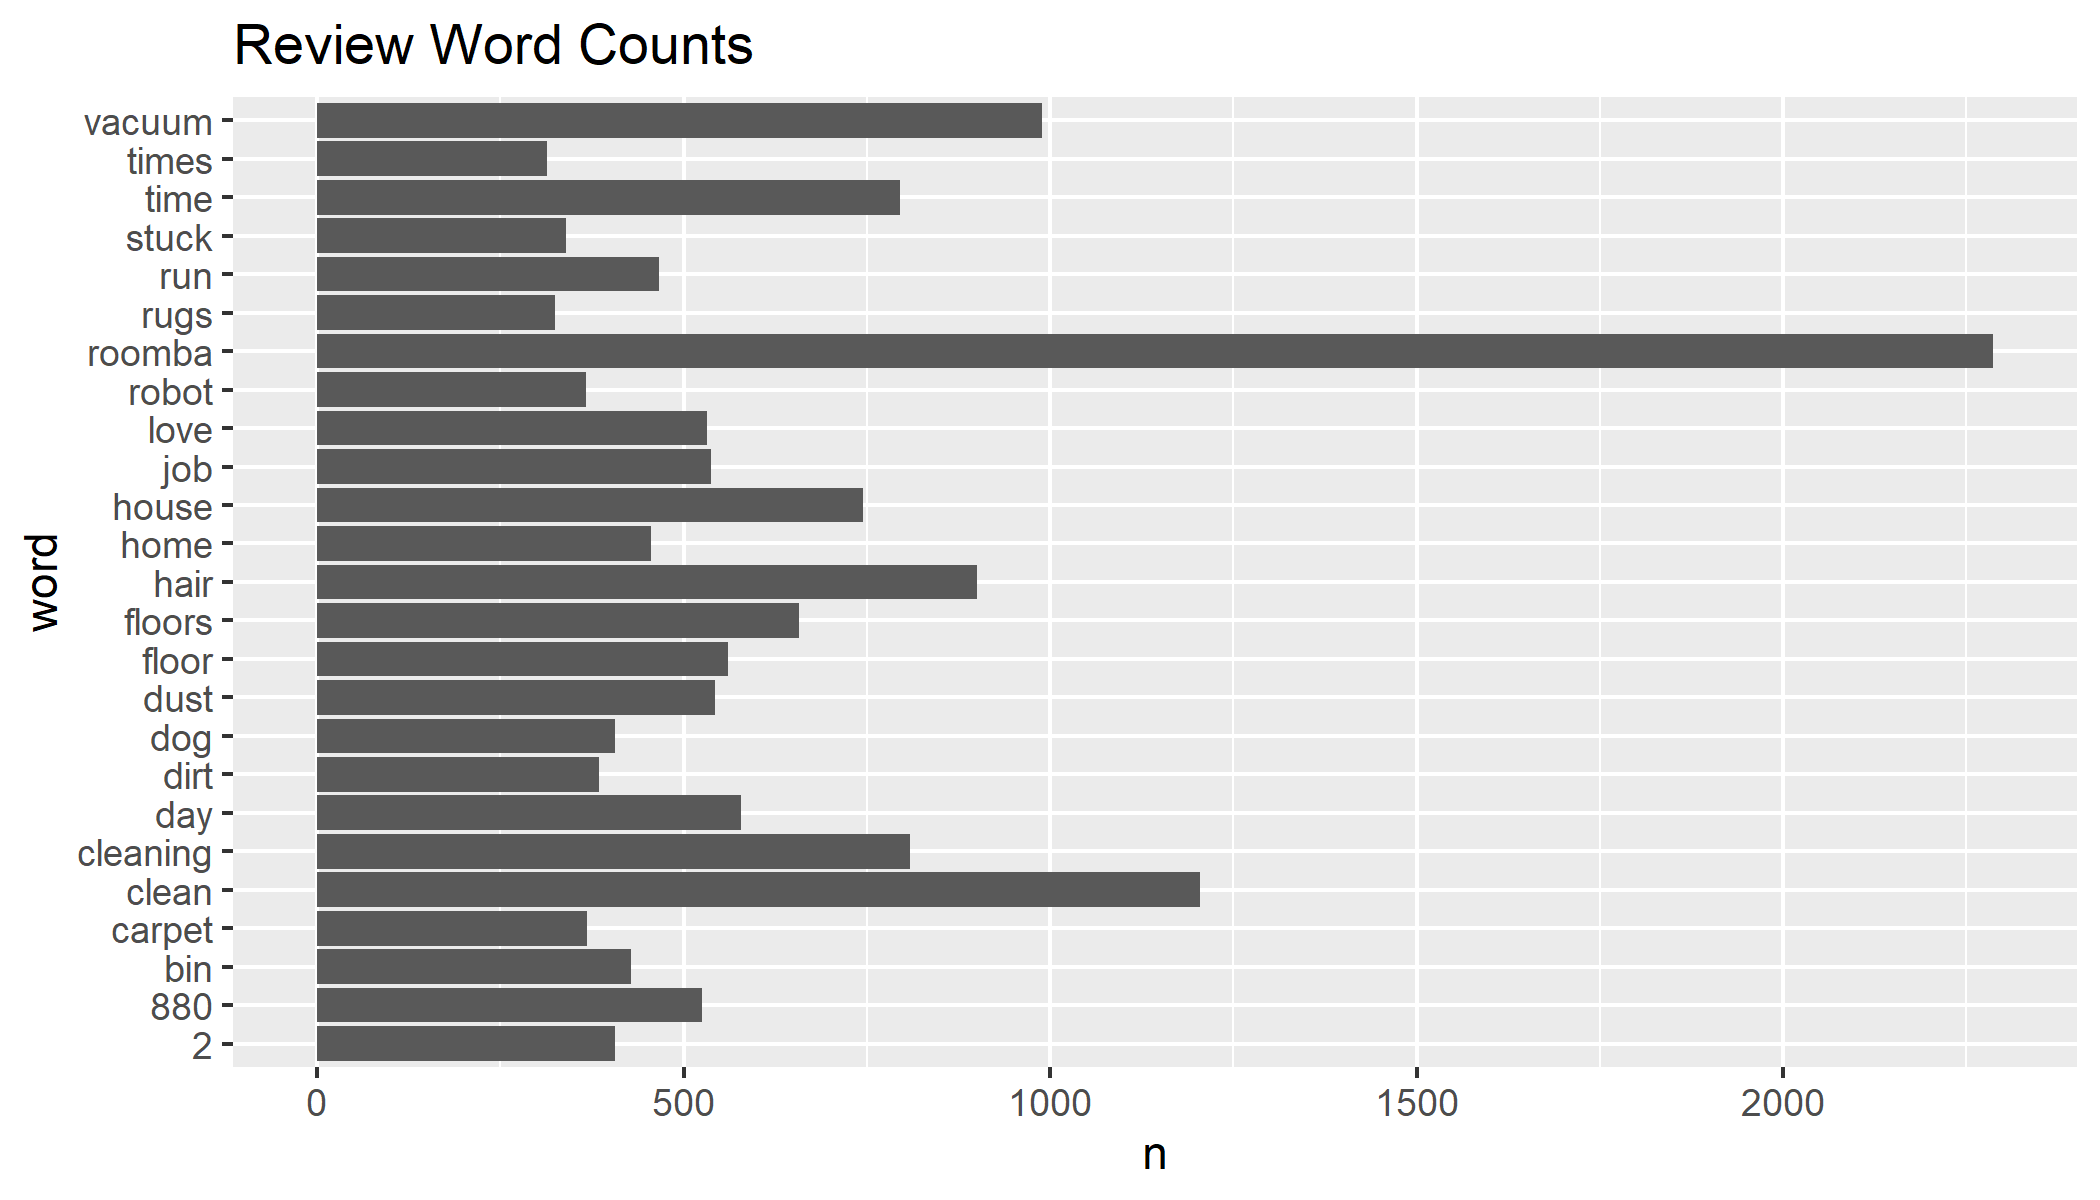 Review Word Counts
vacuum
times
time
stuck
run
rugs
roomba
robot
love
job
house
home
hair
floors
floor
dust
dog
dirt
day
cleaning
clean
carpet
bin
880
2
word
0 500 1000 1500 2000
n